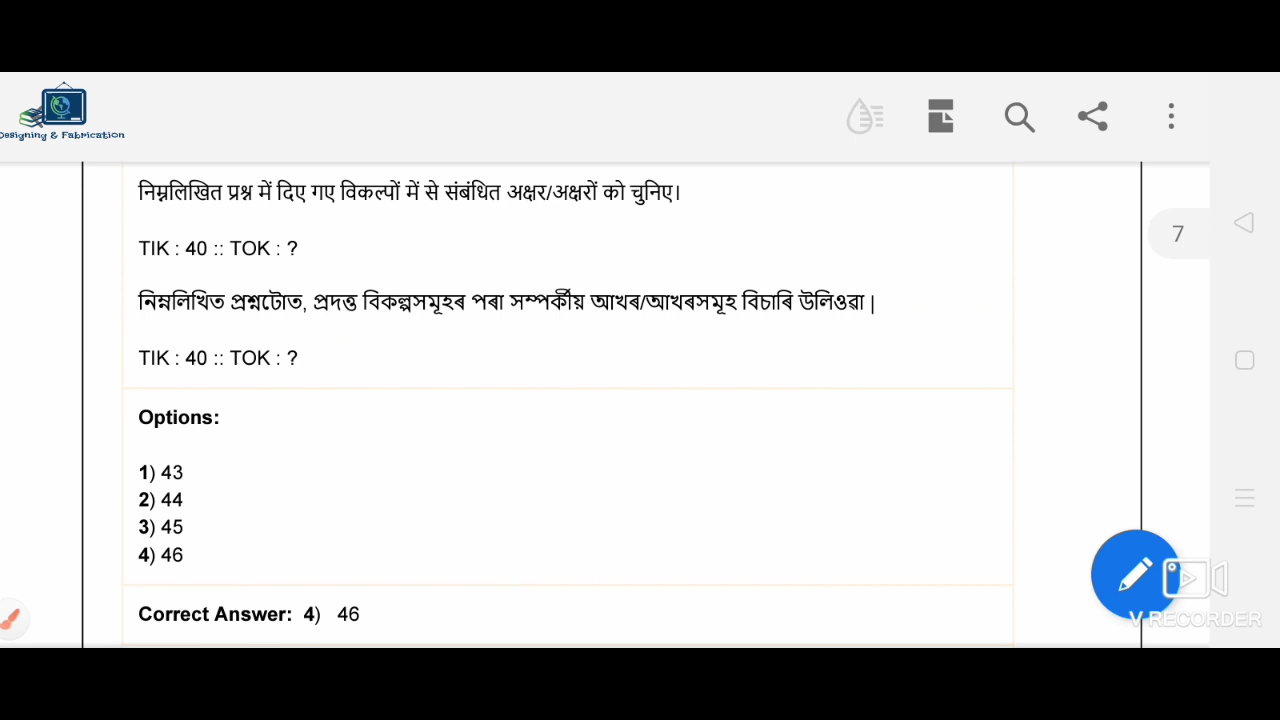 Designing & Fabrication
निम्नलिखित प्रश्न में दिए गए विकल्पों में से संबंधित अक्षर/अक्षरों को चुनिए।
7
TIK : 40 :: TOK : ?
নিম্নলিখিত প্ৰশ্নটোত, প্ৰদত্ত বিকল্পসমূহৰ পৰা সম্পৰ্কীয় আখৰ/আখৰসমূহ বিচাৰি উলিওৱা |
TIK : 40 :: TOK : ?
Options:
1) 43
2) 44
3) 45
4) 46
Correct Answer: 4) 46
V RECORDER